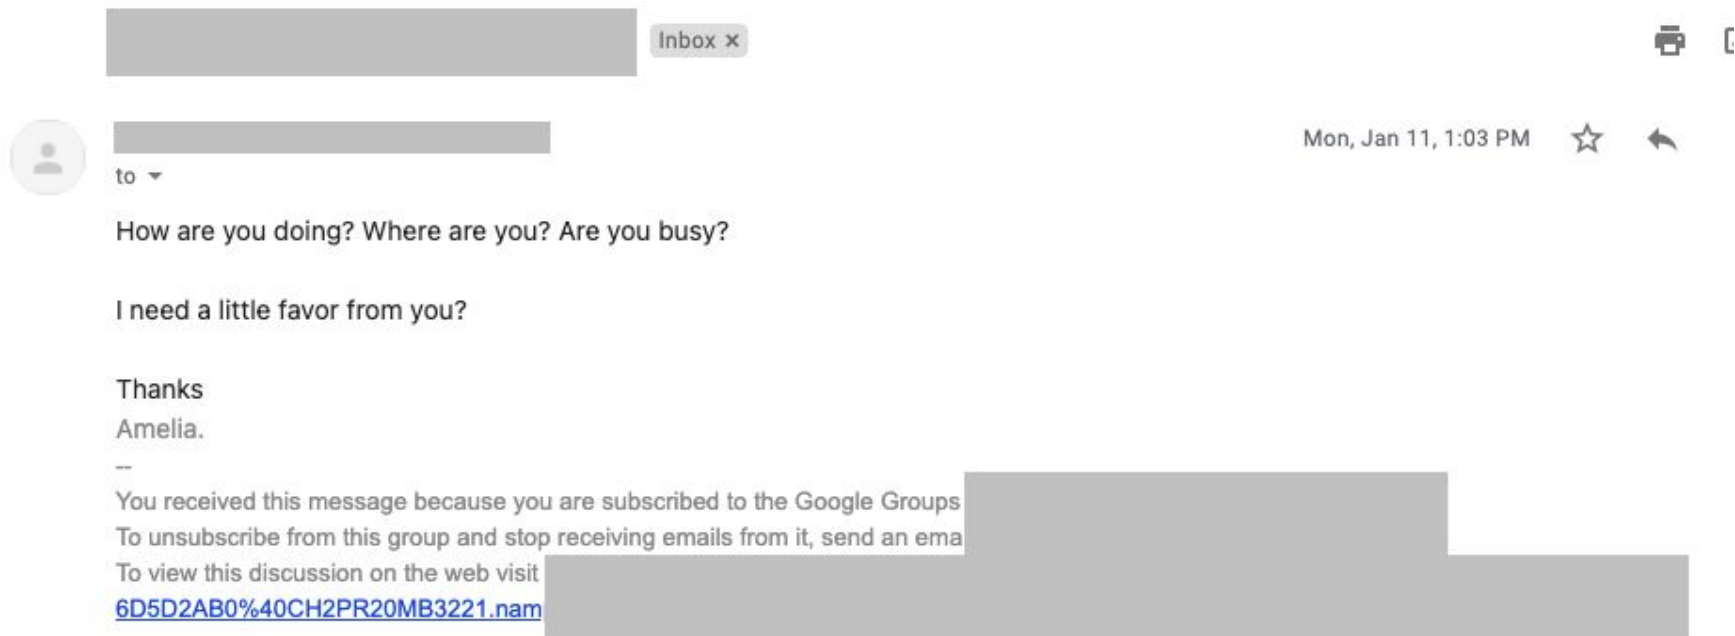 Inbox ×
Mon, Jan 11, 1:03 PM
to
How are you doing? Where are you? Are you busy?
I need a little favor from you?
Thanks
Amelia.
--
You received this message because you are subscribed to the Google Groups
To unsubscribe from this group and stop receiving emails from it, send an ema
To view this discussion on the web visit
6D5D2AB0%40CH2PR20MB3221.nam